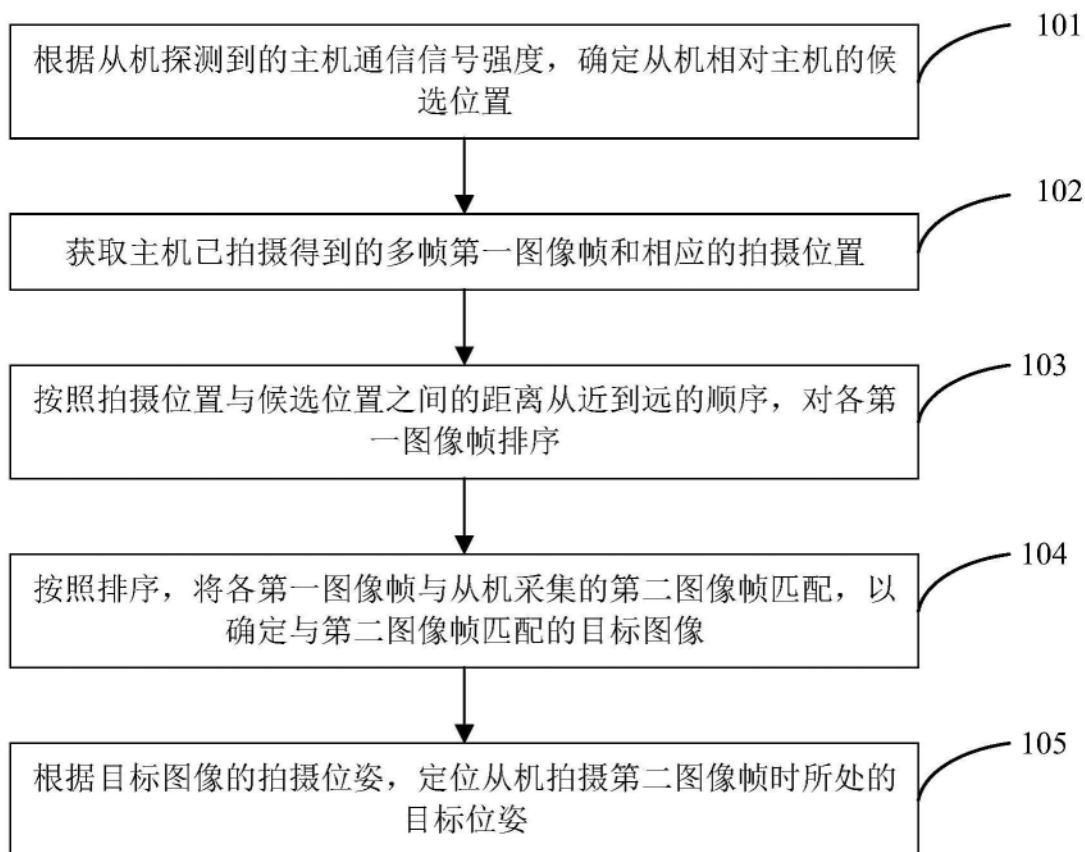 101
根据从机探测到的主机通信信号强度，确定从机相对主机的候
选位置
102
获取主机已拍摄得到的多帧第一图像帧和相应的拍摄位置
103
按照拍摄位置与候选位置之间的距离从近到远的顺序，对各第
一图像帧排序
104
按照排序，将各第一图像帧与从机采集的第二图像帧匹配，以
确定与第二图像帧匹配的目标图像
105
根据目标图像的拍摄位姿，定位从机拍摄第二图像帧时所处的
目标位姿